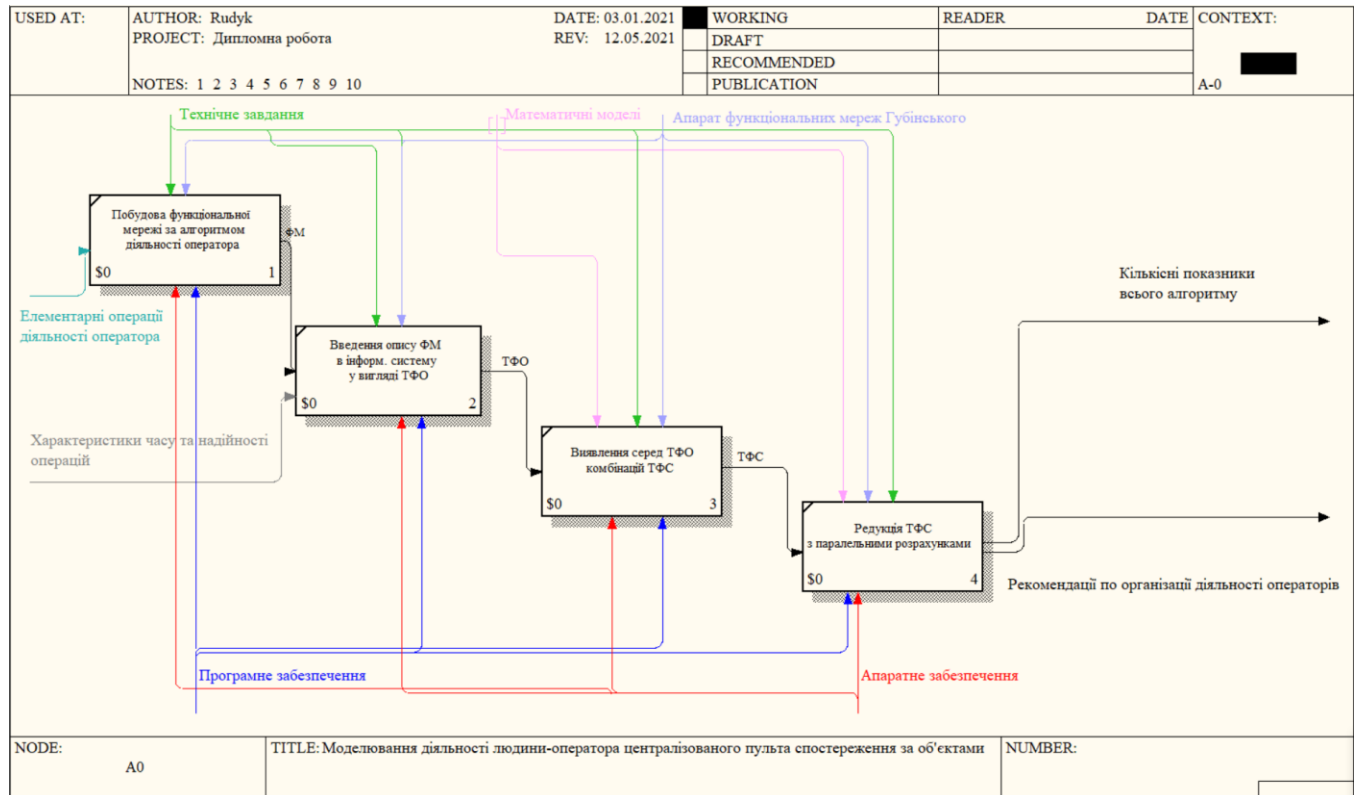 USED AT:
AUTHOR: Rudyk
DATE: 03.01.2021
WORKING
READER
DATE
CONTEXT:
PROJECT: Дипломна робота
REV: 12.05.2021
DRAFT
RECOMMENDED
NOTES: 1 2 3 4 5 6 7 8 9 10
PUBLICATION
A-0
Технічне завдання
Математичні моделі
Апарат функціональних мереж Губінського
Побудова функціональної
мережі за алгоритмом
діяльності оператора
$0
1
ФМ
Елементарні операції
діяльності оператора
Кількісні показники
всього алгоритму
Введення опису ФМ
в інформ. систему
у вигляді ТФО
$0
2
ТФО
Характеристики часу та надійності
операцій
Виявлення серед ТФО
комбінацій ТФС
$0
3
ТФС
Редукція ТФС
з паралельними розрахунками
$0
4
Рекомендації по організації діяльності операторів
Програмне забезпечення
Апаратне забезпечення
NODE:
A0
TITLE: Моделювання діяльності людини-оператора централізованого пульта спостереження за об'єктами
NUMBER: